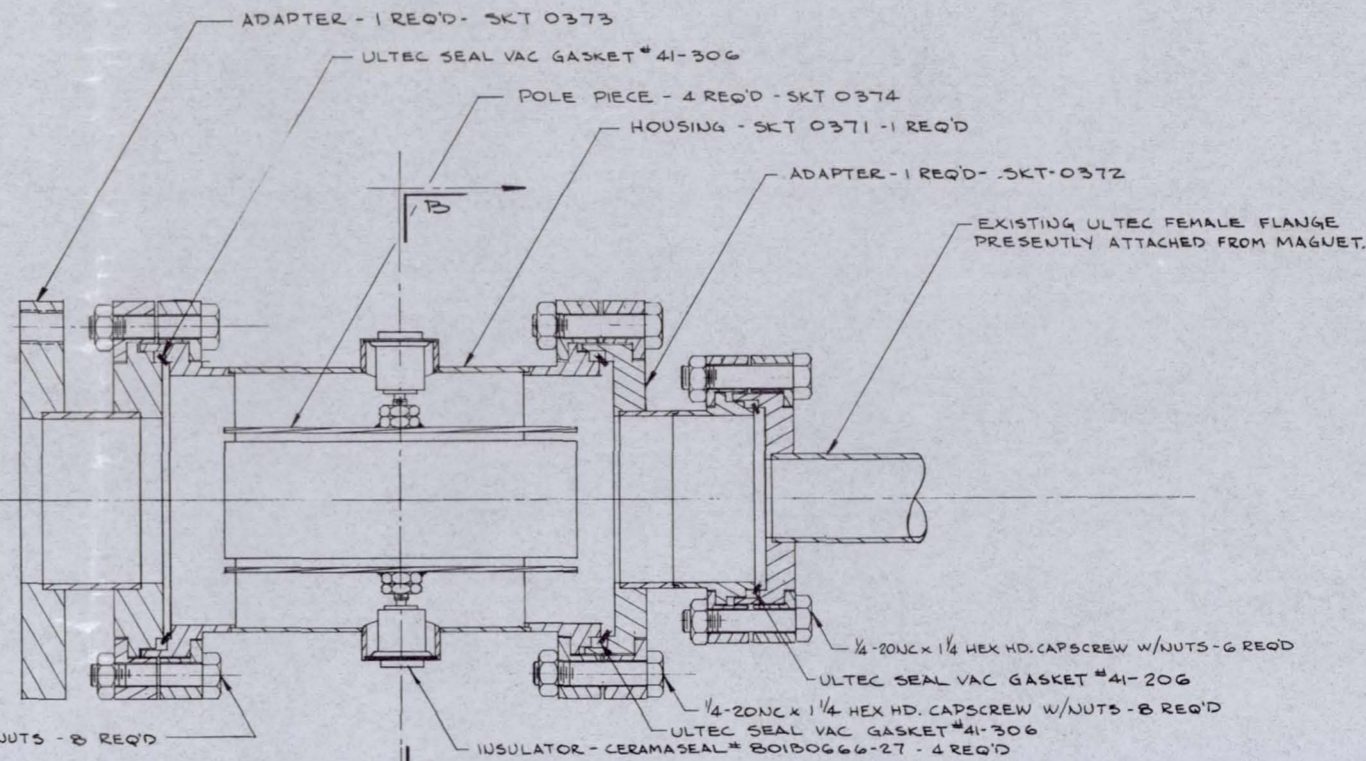 ADAPTER - 1 REQ'D - SKT 0373
ULTEC SEAL VAC GASKET #41-306
POLE PIECE - 4 REQ'D - SKT 0374
HOUSING - SKT 0371 - 1 REQ'D
ADAPTER - 1 REQ'D - SKT-0372
B
EXISTING ULTEC FEMALE FLANGE
PRESENTLY ATTACHED FROM MAGNET.
1/4-20NC x 1 1/4 HEX HD. CAPSCREW W/NUTS - 6 REQ'D
ULTEC SEAL VAC GASKET #41-206
1/4-20NC x 1 1/4 HEX HD. CAPSCREW W/NUTS - 8 REQ'D
NUTS - 8 REQ'D
ULTEC SEAL VAC GASKET #41-306
INSULATOR - CERAMASEAL # 801B0666-27 - 4 REQ'D